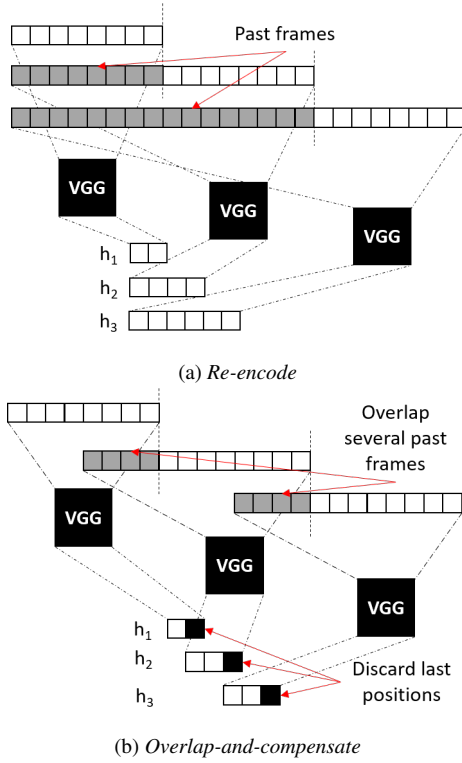 Past frames
VGG
VGG
VGG
h1
h2
h3
(a) Re-encode
Overlap
several past
frames
VGG
VGG
VGG
h1
h2
h3
Discard last
positions
(b) Overlap-and-compensate